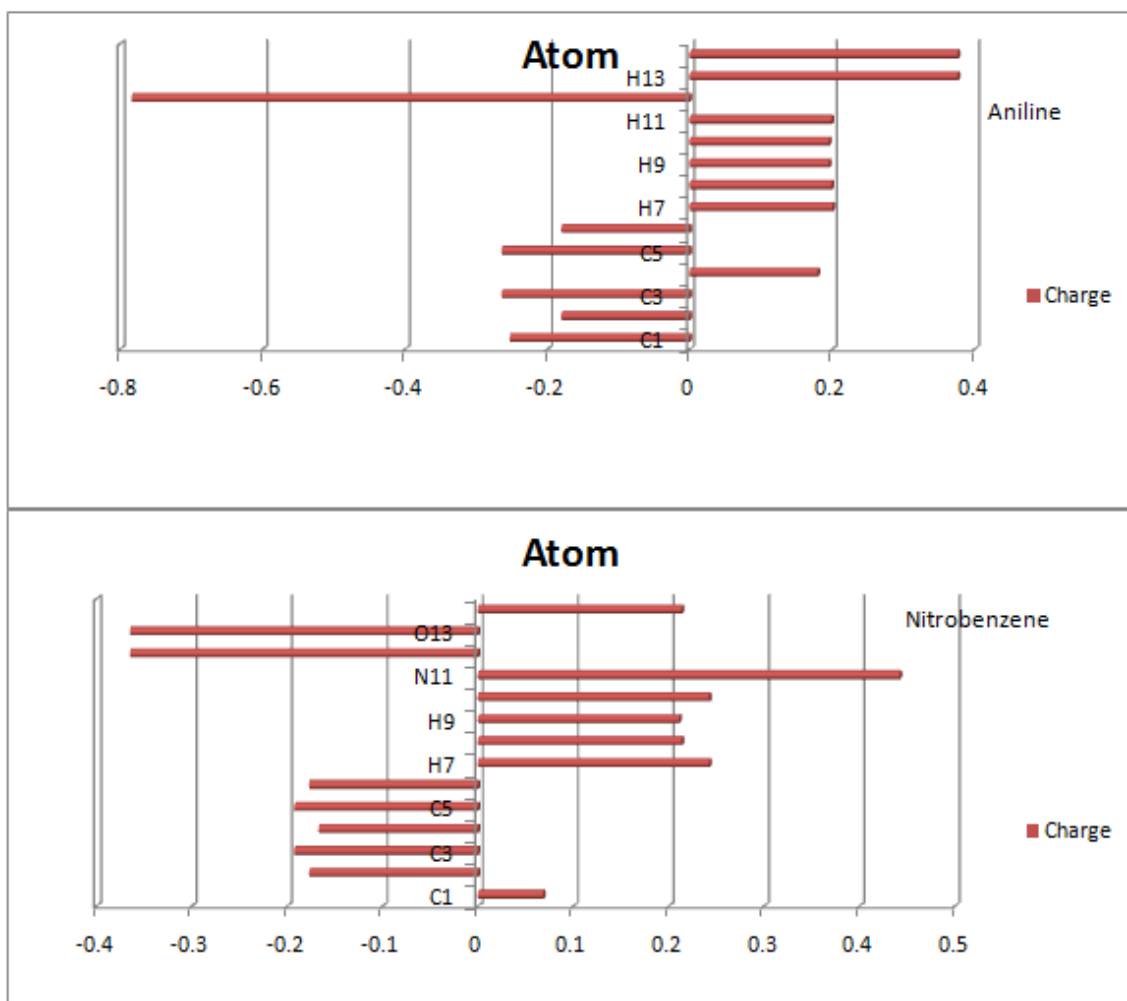 Atom
H13
H11
Aniline
H9
H7
C5
C3
Charge
C1
-0.8 -0.6 -0.4 -0.2 0 0.2 0.4
Atom
Nitrobenzene
O13
N11
H9
H7
C5
Charge
C3
C1
-0.4 -0.3 -0.2 -0.1 0 0.1 0.2 0.3 0.4 0.5